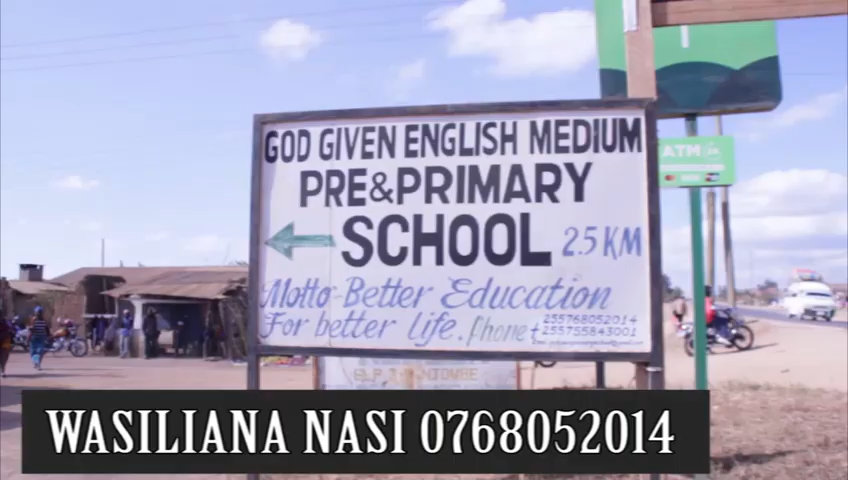 GOD GIVEN ENGLISH MEDIUM
PRE&PRIMARY
SCHOOL 2.5 KM
Motto-Better Education
For better life. Phone + 255768052014
255755843001
ATM
WASILIANA NASI 0768052014